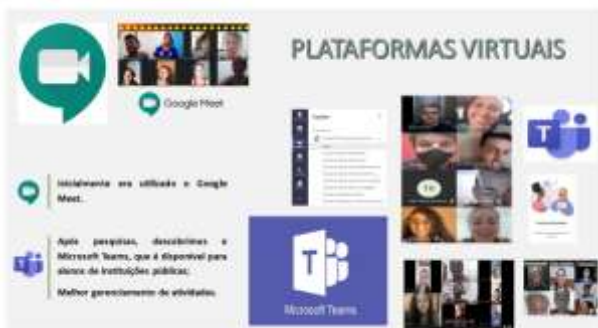 PLATAFORMAS VIRTUAIS
Google Meet
Inicialmente era utilizado o Google
Meet.
Após pesquisas, descobrimos o
Microsoft Teams, que é disponível para
alunos de instituições públicas;
Melhor gerenciamento de atividades.
T
Microsoft Teams
T